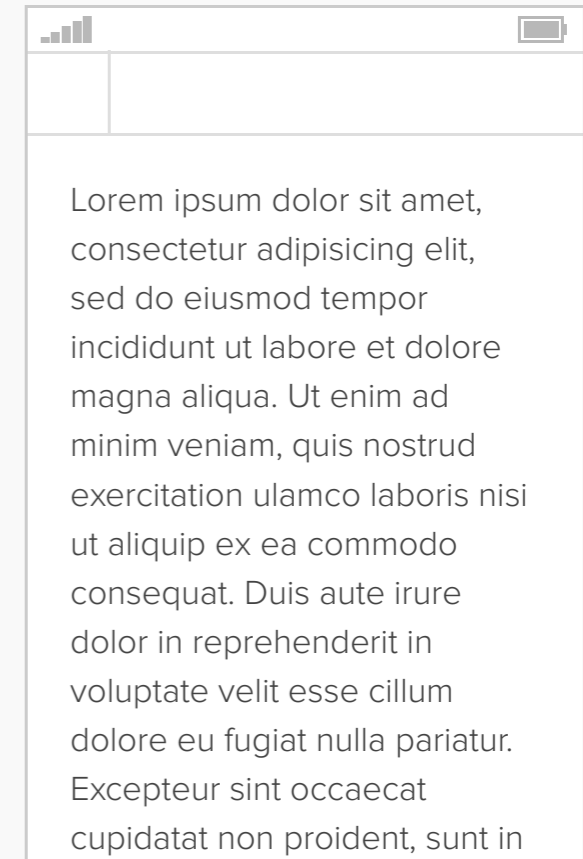 Lorem ipsum dolor sit amet,
consectetur adipisicing elit,
sed do eiusmod tempor
incididunt ut labore et dolore
magna aliqua. Ut enim ad
minim veniam, quis nostrud
exercitation ulamco laboris nisi
ut aliquip ex ea commodo
consequat. Duis aute irure
dolor in reprehenderit in
voluptate velit esse cillum
dolore eu fugiat nulla pariatur.
Excepteur sint occaecat
cupidatat non proident, sunt in